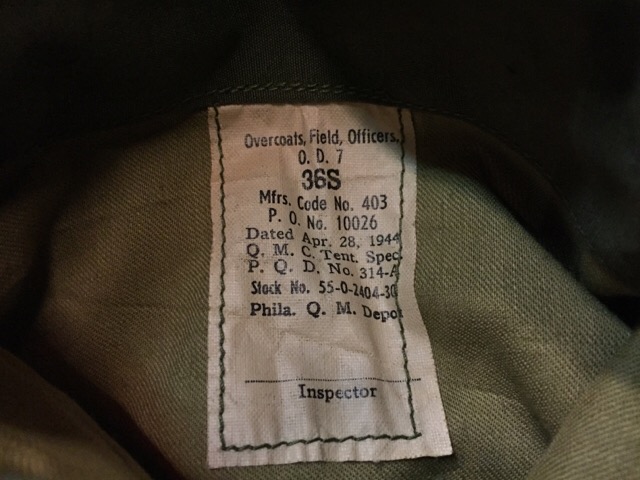 Overcoats, Field, Officers,
O. D. 7
36S
Mfrs. Code No. 403
P. O. No. 10026
Dated Apr. 28, 1944
Q. M. C. Tent. Spec.
P. Q. D. No. 314-A
Stock No. 55-O-2404-30
Phila. Q. M. Depot
Inspector